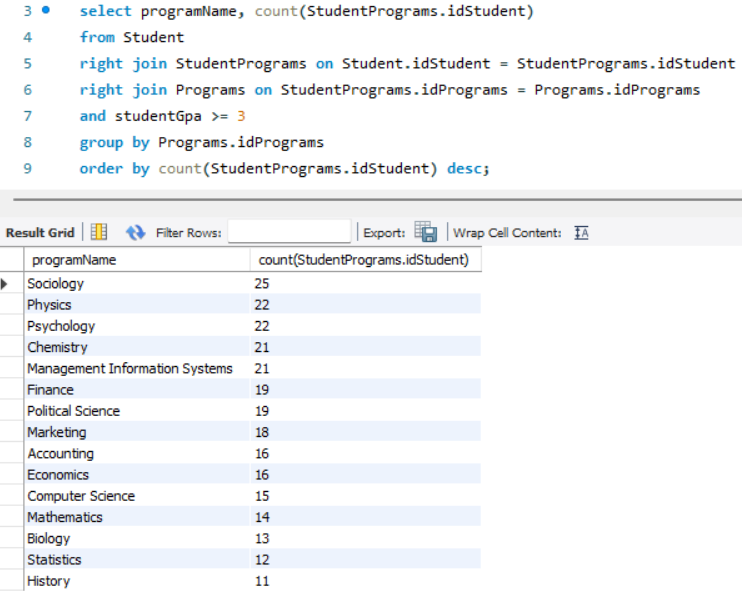 3 select programName, count(StudentPrograms.idStudent)
4 from Student
5 right join StudentPrograms on Student.idStudent = StudentPrograms.idStudent
6 right join Programs on StudentPrograms.idPrograms = Programs.idPrograms
7 and studentGpa >= 3
8 group by Programs.idPrograms
9 order by count(StudentPrograms.idStudent) desc;
Result Grid Filter Rows: Export: Wrap Cell Content:
programName count(StudentPrograms.idStudent)
Sociology 25
Physics 22
Psychology 22
Chemistry 21
Management Information Systems 21
Finance 19
Political Science 19
Marketing 18
Accounting 16
Economics 16
Computer Science 15
Mathematics 14
Biology 13
Statistics 12
History 11